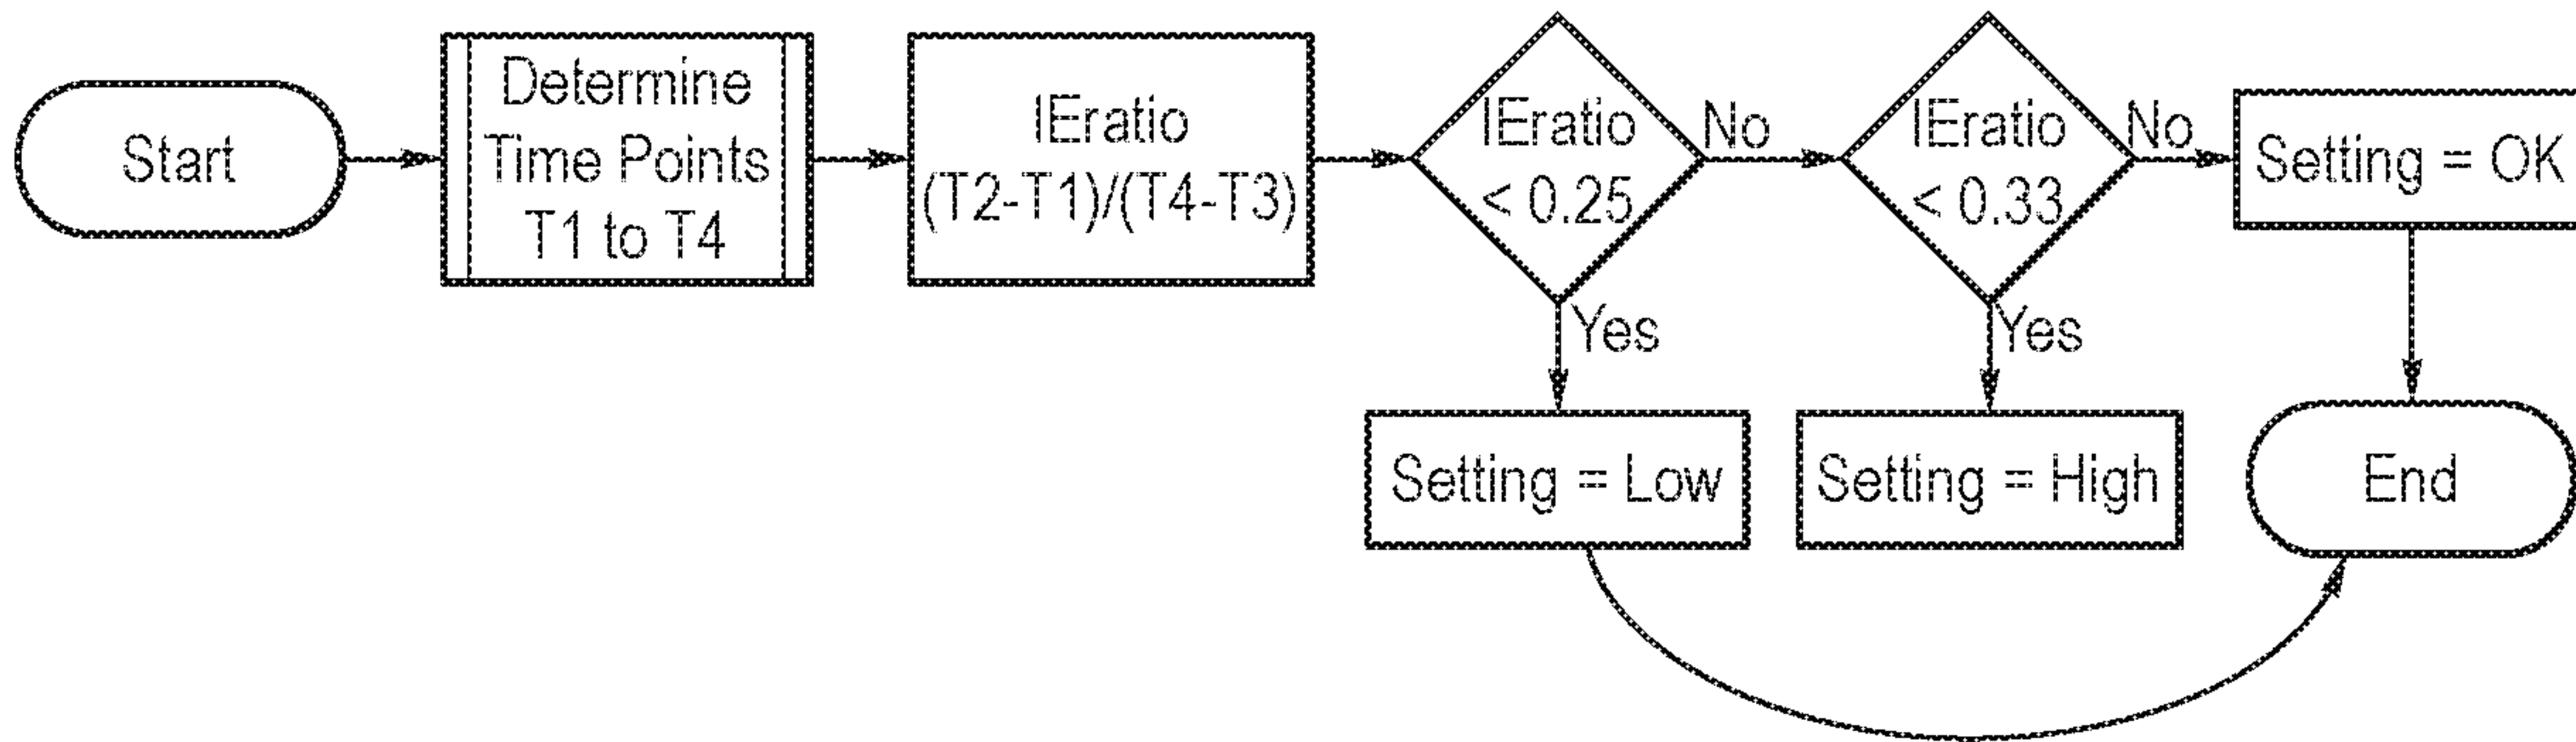 Start
Determine
Time Points
T1 to T4
IEratio
(T2-T1)/(T4-T3)
IEratio
< 0.25
No
Yes
IEratio
< 0.33
No
Yes
Setting = OK
Setting = Low
Setting = High
End